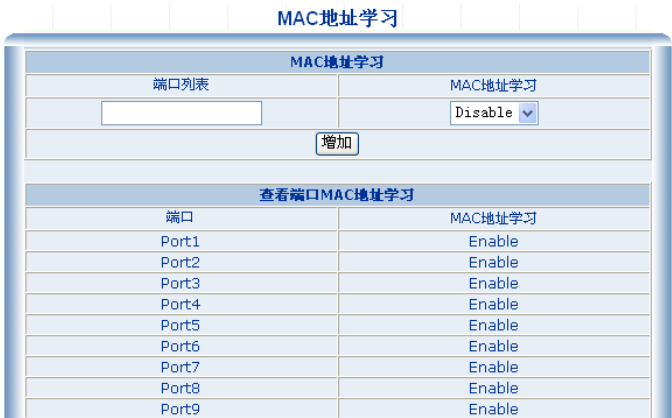 MAC地址学习
MAC地址学习
端口列表 MAC地址学习
Disable
增加
查看端口MAC地址学习
端口 MAC地址学习
Port1 Enable
Port2 Enable
Port3 Enable
Port4 Enable
Port5 Enable
Port6 Enable
Port7 Enable
Port8 Enable
Port9 Enable